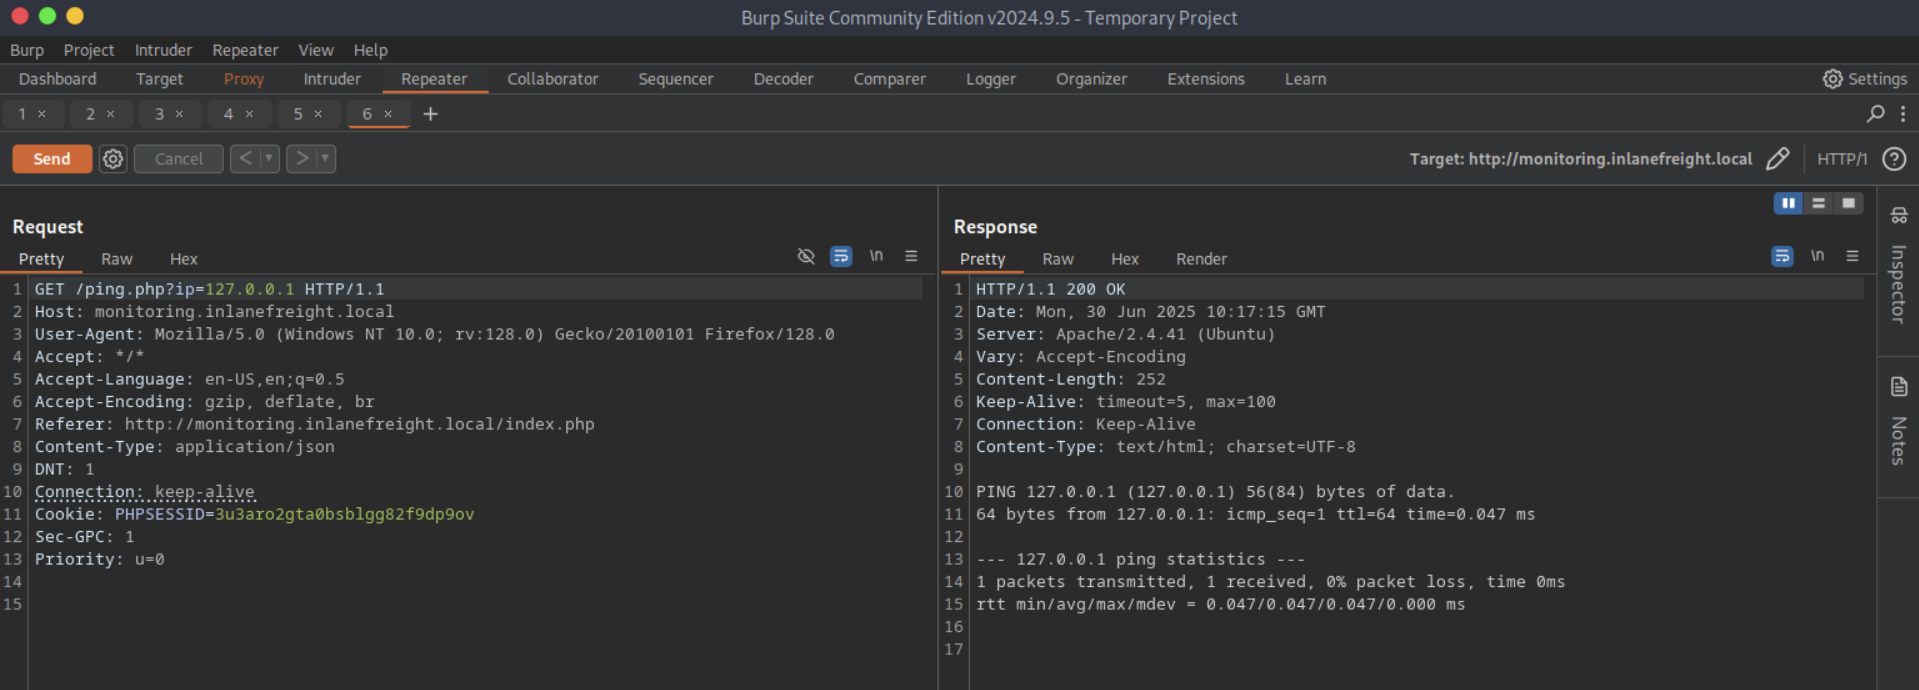 Burp Suite Community Edition v2024.9.5 - Temporary Project
Burp Project Intruder Repeater View Help
Dashboard Target Proxy Intruder Repeater Collaborator Sequencer Decoder Comparer Logger Organizer Extensions Learn Settings
1 × 2 × 3 × 4 × 5 × 6 × +
Send Cancel < > Target: http://monitoring.inlanefreight.local HTTP/1 ?
Request
Pretty Raw Hex \n
1 GET /ping.php?ip=127.0.0.1 HTTP/1.1
2 Host: monitoring.inlanefreight.local
3 User-Agent: Mozilla/5.0 (Windows NT 10.0; rv:128.0) Gecko/20100101 Firefox/128.0
4 Accept: */*
5 Accept-Language: en-US,en;q=0.5
6 Accept-Encoding: gzip, deflate, br
7 Referer: http://monitoring.inlanefreight.local/index.php
8 Content-Type: application/json
9 DNT: 1
10 Connection: keep-alive
11 Cookie: PHPSESSID=3u3aro2gta0bsblgg82f9dp9ov
12 Sec-GPC: 1
13 Priority: u=0
14
15
Response
Pretty Raw Hex Render \n
1 HTTP/1.1 200 OK
2 Date: Mon, 30 Jun 2025 10:17:15 GMT
3 Server: Apache/2.4.41 (Ubuntu)
4 Vary: Accept-Encoding
5 Content-Length: 252
6 Keep-Alive: timeout=5, max=100
7 Connection: Keep-Alive
8 Content-Type: text/html; charset=UTF-8
9
10 PING 127.0.0.1 (127.0.0.1) 56(84) bytes of data.
11 64 bytes from 127.0.0.1: icmp_seq=1 ttl=64 time=0.047 ms
12
13 --- 127.0.0.1 ping statistics ---
14 1 packets transmitted, 1 received, 0% packet loss, time 0ms
15 rtt min/avg/max/mdev = 0.047/0.047/0.047/0.000 ms
16
17
Inspector
Notes